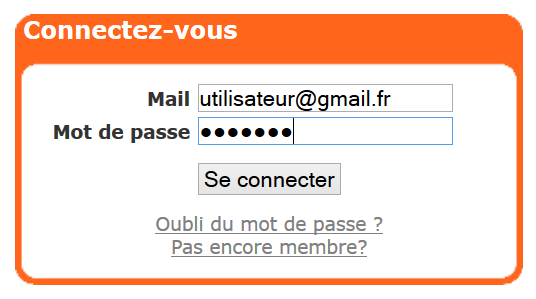 Connectez-vous
Mail utilisateur@gmail.fr
Mot de passe ●●●●●●●
Se connecter
Oubli du mot de passe ?
Pas encore membre?